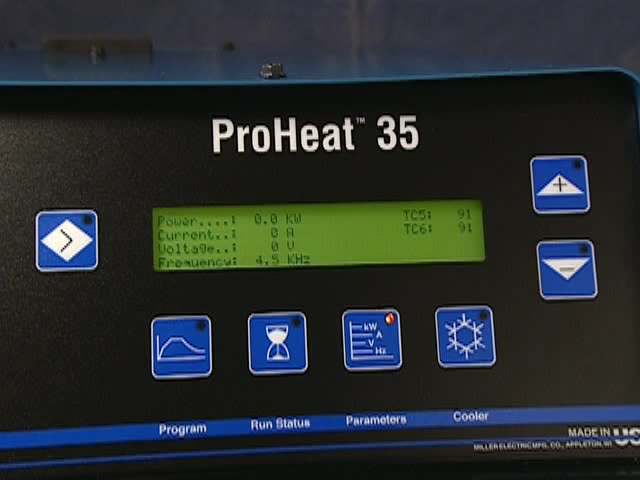 ProHeat™ 35
Power....: 0.0 KW TC5: 91
Current..: 0 A TC6: 91
Voltage..: 0 V
Frequency: 4.5 KHz
kW
A
V
Hz
Program Run Status Parameters Cooler
MADE IN US
MILLER ELECTRIC MFG. CO., APPLETON, WI